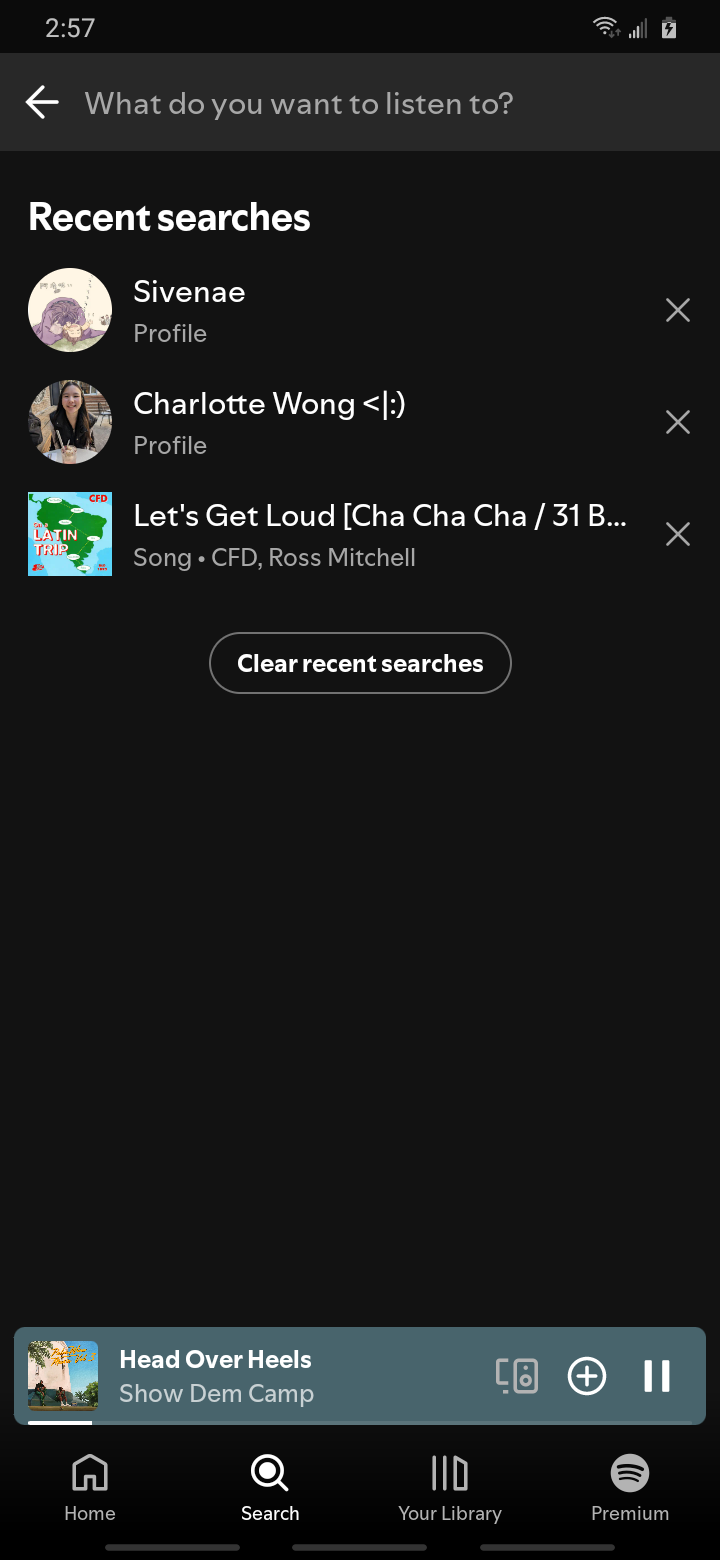 2:57
What do you want to listen to?
Recent searches
Sivenae
Profile
Charlotte Wong <|:)
Profile
CFD
LATIN
TRIP
Let's Get Loud [Cha Cha Cha / 31 B...
Song • CFD, Ross Mitchell
Clear recent searches
Head Over Heels
Show Dem Camp
Home
Search
Your Library
Premium